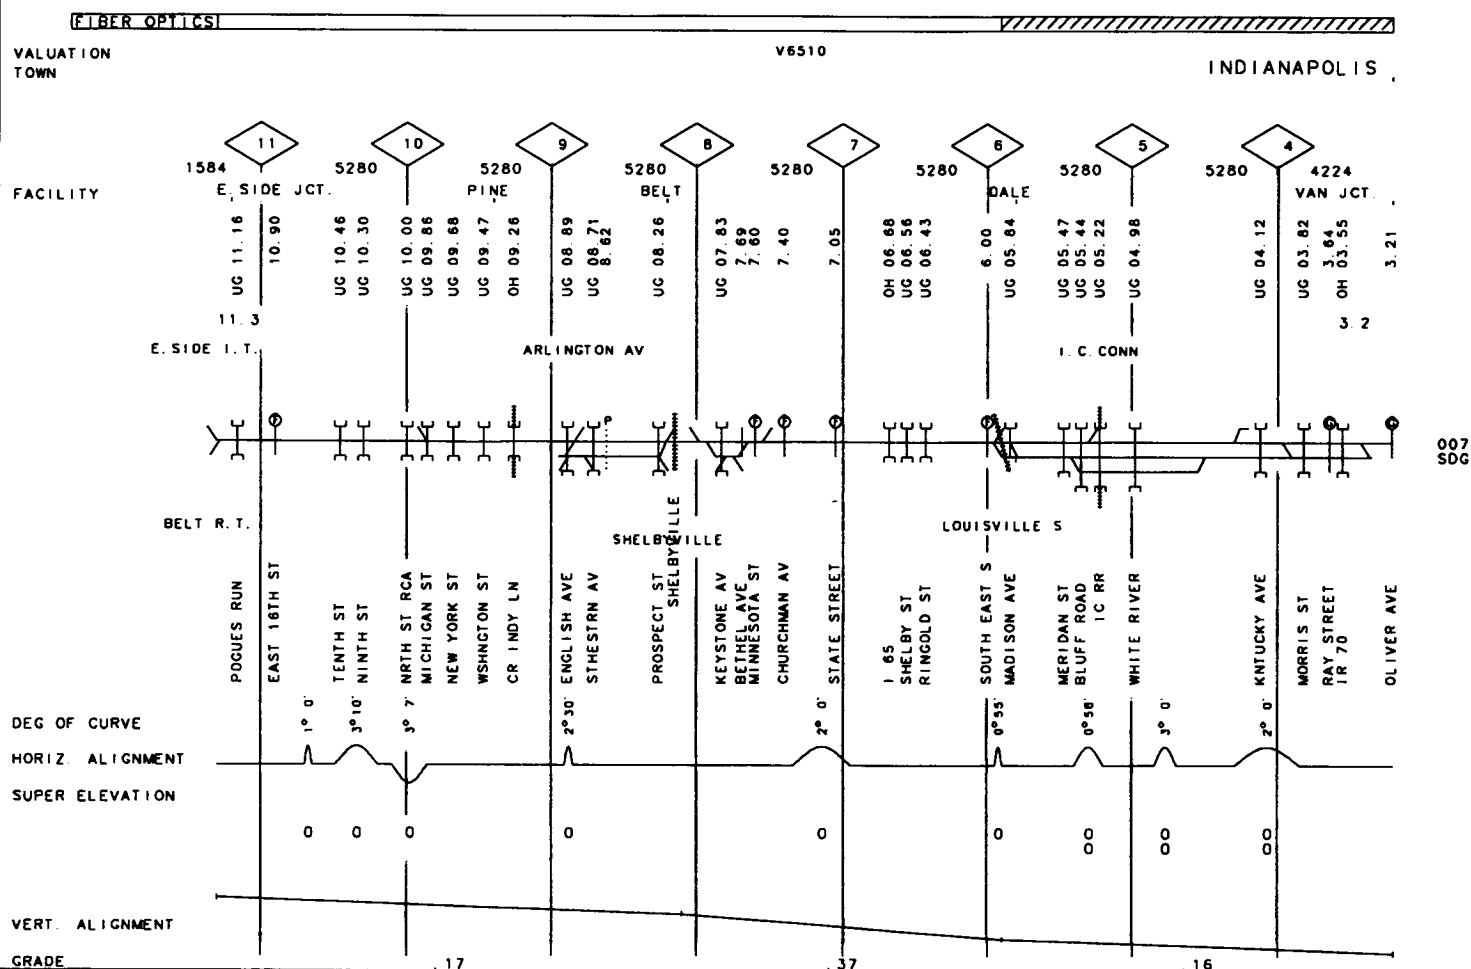 FIBER OPTICS
VALUATION V6510
TOWN INDIANAPOLIS
11 10 9 8 7 6 5 4
1584 5280 5280 5280 5280 5280 5280 5280 4224
FACILITY E. SIDE JCT. PINE BELT DALE VAN JCT.
UG 11.16
10.90
UG 10.46
UG 10.30
UG 10.00
UG 09.86
UG 09.68
UG 09.47
OH 09.26
UG 08.89
UG 08.71
8.62
UG 08.26
UG 07.83
7.69
7.60
7.40
7.05
OH 06.68
UG 06.56
UG 06.43
6.00
UG 05.84
UG 05.47
UG 05.44
UG 05.22
UG 04.98
UG 04.12
UG 03.82
3.64
OH 03.55
3.21
11.3 3.2
E.SIDE I.T. ARLINGTON AV I.C.CONN
P
007
SDG
BELT R.T. SHELBYVILLE LOUISVILLE S
POGUES RUN
EAST 16TH ST
TENTH ST
NINTH ST
NRTH ST RCA
MICHIGAN ST
NEW YORK ST
WSHNGTON ST
CR INDY LN
ENGLISH AVE
STHESTRN AV
PROSPECT ST
SHELBYVILLE
KEYSTONE AV
BETHEL AVE
MINNESOTA ST
CHURCHMAN AV
STATE STREET
I 65
SHELBY ST
RINGOLD ST
SOUTH EAST S
MADISON AVE
MERIDAN ST
BLUFF ROAD
IC RR
WHITE RIVER
KNTUCKY AVE
MORRIS ST
RAY STREET
IR 70
OLIVER AVE
DEG OF CURVE 1° 0' 3°10' 3° 7' 2°30' 2° 0' 0°55' 0°56' 3° 0' 2° 0'
HORIZ. ALIGNMENT
SUPER ELEVATION
0 0 0 0 0 0 0 0 0
0 0 0
VERT. ALIGNMENT
GRADE .17 .37 .16